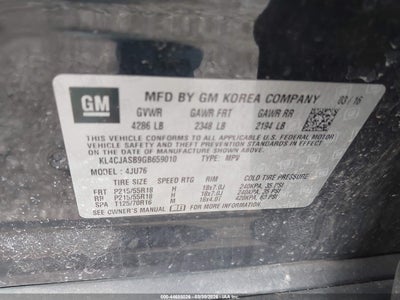 GM
MFD BY GM KOREA COMPANY 03/16
GVWR GAWR FRT GAWR RR
4286 LB 2348 LB 2194 LB
THIS VEHICLE CONFORMS TO ALL APPLICABLE U.S. FEDERAL MOTOR
VEHICLE SAFETY, BUMPER, AND THEFT PREVENTION STANDARDS IN
EFFECT ON THE DATE OF MANUFACTURE SHOWN ABOVE.
KL4CJASB9GB659010 TYPE: MPV
MODEL: 4JU76
TIRE SIZE SPEED RTG RIM COLD TIRE PRESSURE
FRT P215/55R18 H 18x7.0J 240KPA, 35 PSI
RR P215/55R18 H 18x7.0J 240KPA, 35 PSI
SPA T125/70R16 M 16x4.0T 420KPA, 60 PSI
SEE OWNER'S MANUAL FOR ADDITIONAL INFORMATION.